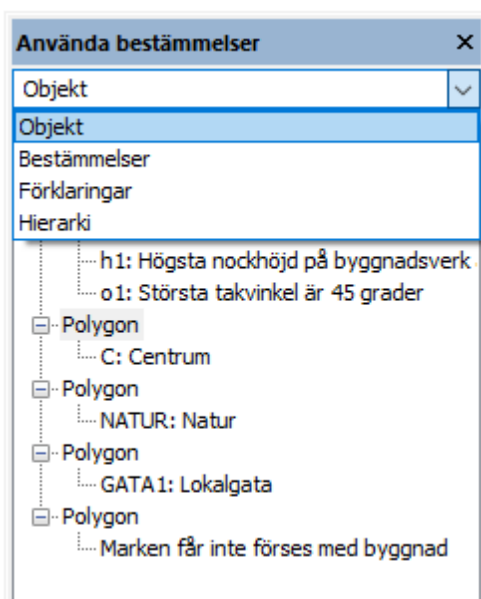 Använda bestämmelser
Objekt
Objekt
Bestämmelser
Förklaringar
Hierarki
h1: Högsta nockhöjd på byggnadsverk
o1: Största takvinkel är 45 grader
Polygon
C: Centrum
Polygon
NATUR: Natur
Polygon
GATA1: Lokalgata
Polygon
Marken får inte förses med byggnad